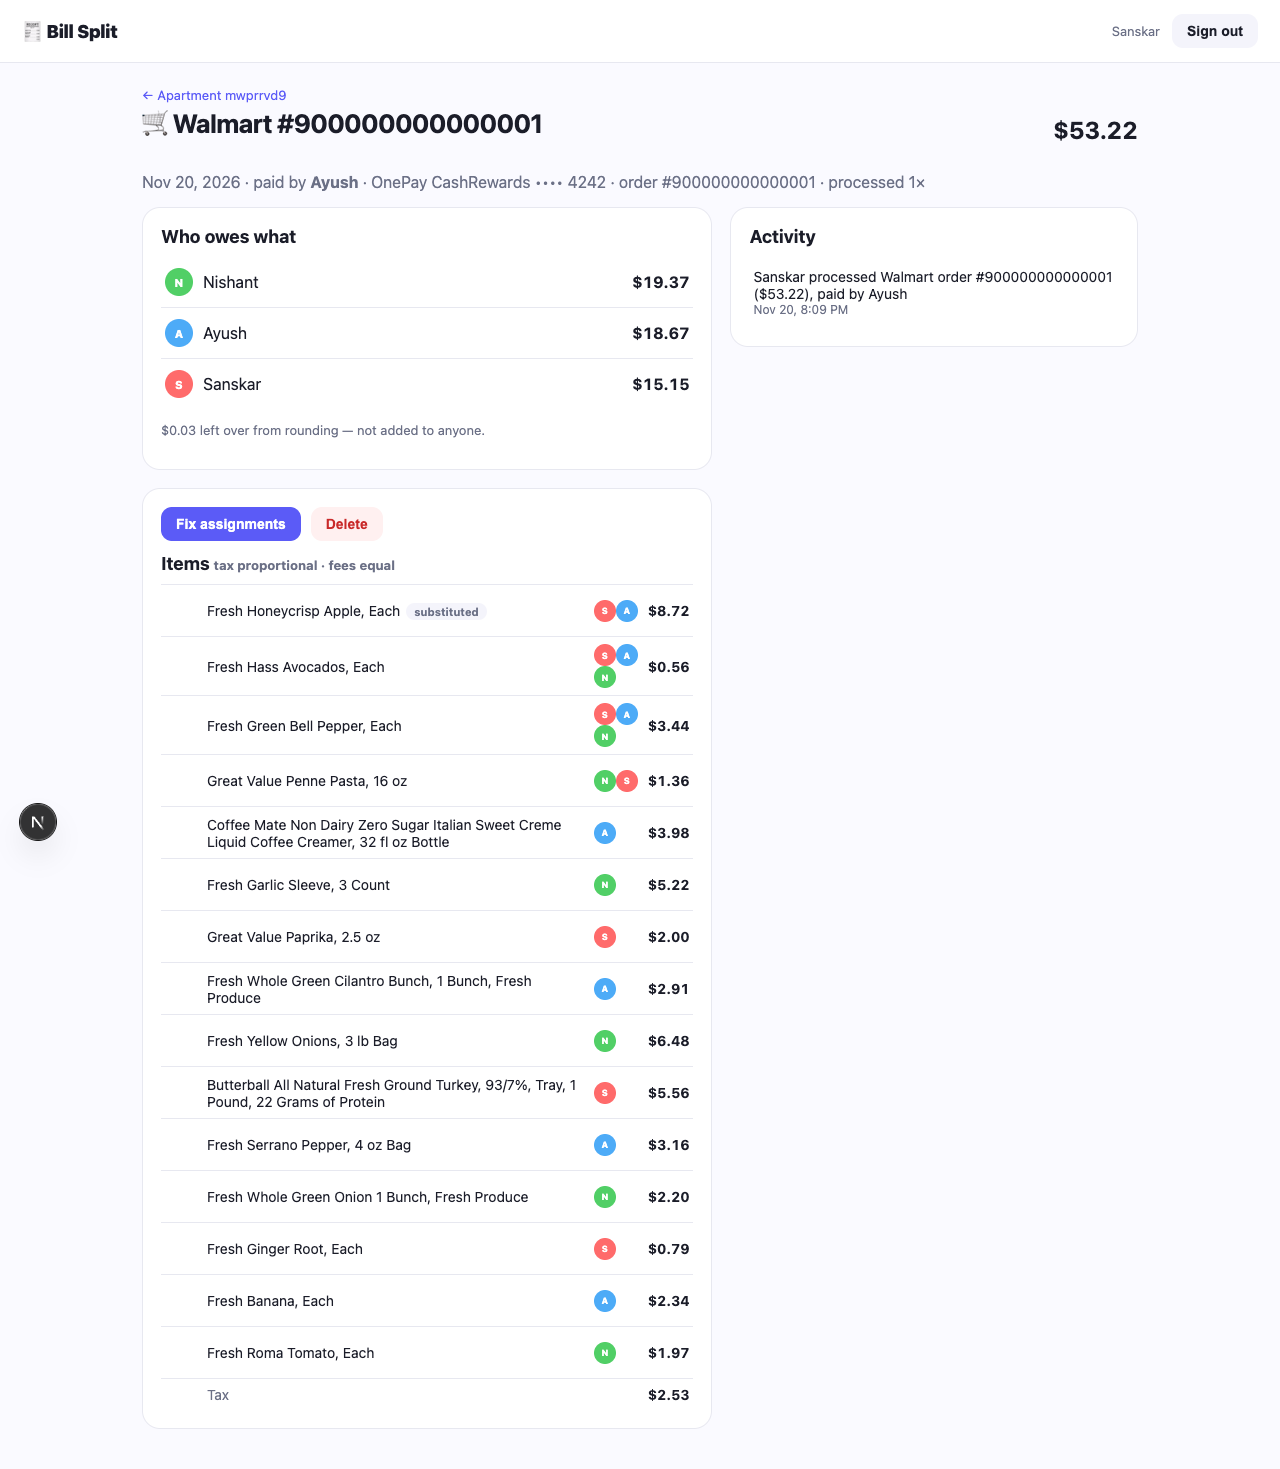 Bill Split
Sanskar
Sign out
← Apartment mwprrvd9
Walmart #900000000000001
$53.22
Nov 20, 2026 · paid by Ayush · OnePay CashRewards •••• 4242 · order #900000000000001 · processed 1×
Who owes what
N Nishant $19.37
A Ayush $18.67
S Sanskar $15.15
$0.03 left over from rounding — not added to anyone.
Activity
Sanskar processed Walmart order #900000000000001
($53.22), paid by Ayush
Nov 20, 8:09 PM
Fix assignments
Delete
Items tax proportional · fees equal
Fresh Honeycrisp Apple, Each substituted S A $8.72
Fresh Hass Avocados, Each S A N $0.56
Fresh Green Bell Pepper, Each S A N $3.44
Great Value Penne Pasta, 16 oz N S $1.36
Coffee Mate Non Dairy Zero Sugar Italian Sweet Creme
Liquid Coffee Creamer, 32 fl oz Bottle A $3.98
Fresh Garlic Sleeve, 3 Count N $5.22
Great Value Paprika, 2.5 oz S $2.00
Fresh Whole Green Cilantro Bunch, 1 Bunch, Fresh
Produce A $2.91
Fresh Yellow Onions, 3 lb Bag N $6.48
Butterball All Natural Fresh Ground Turkey, 93/7%, Tray, 1
Pound, 22 Grams of Protein S $5.56
Fresh Serrano Pepper, 4 oz Bag A $3.16
Fresh Whole Green Onion 1 Bunch, Fresh Produce N $2.20
Fresh Ginger Root, Each S $0.79
Fresh Banana, Each A $2.34
Fresh Roma Tomato, Each N $1.97
Tax $2.53
N